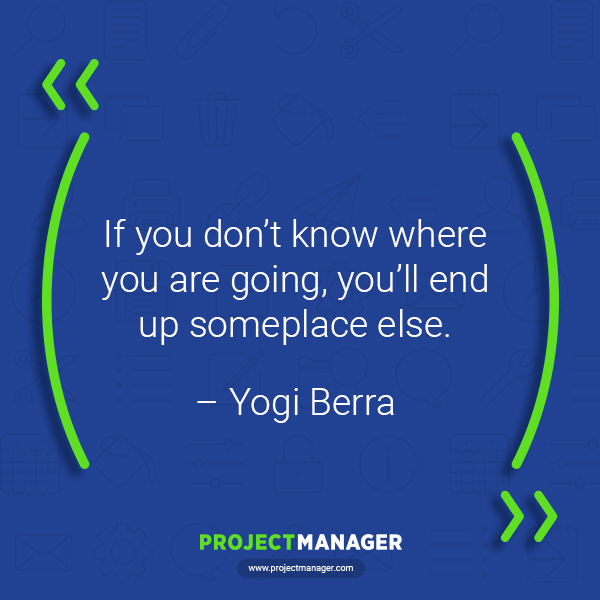 If you don’t know where
you are going, you’ll end
up someplace else.
– Yogi Berra
PROJECTMANAGER
www.projectmanager.com